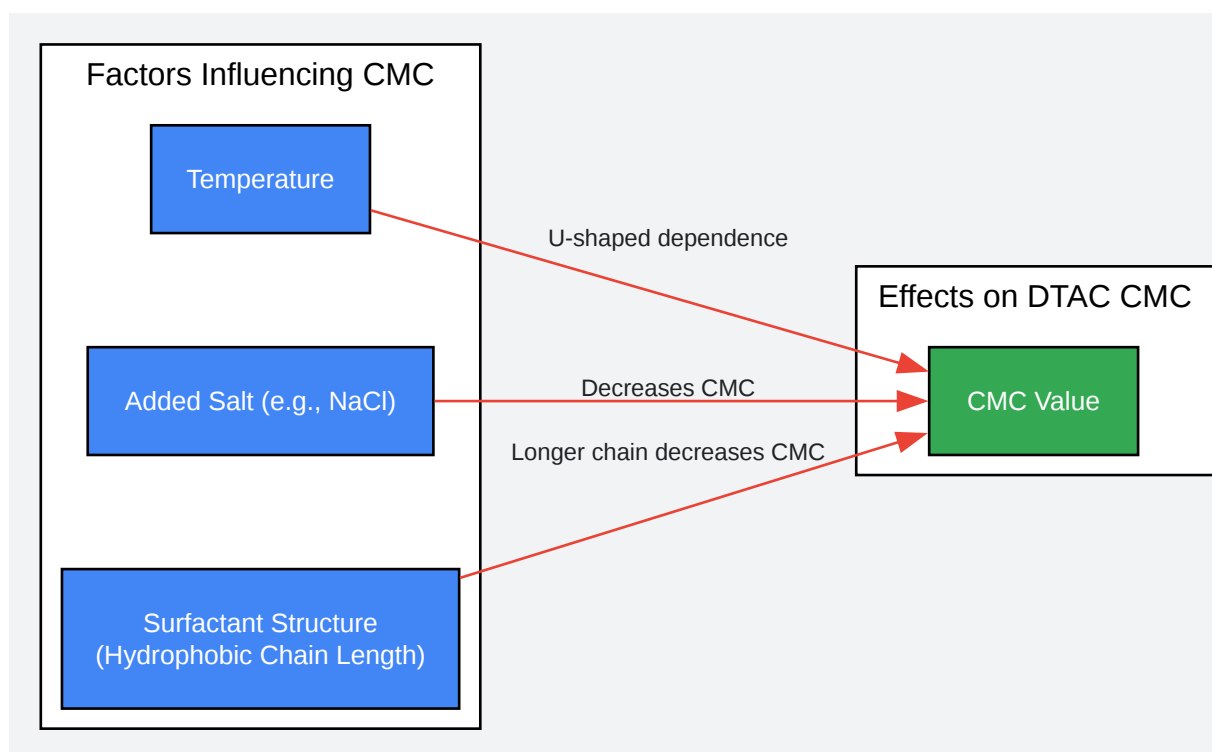 Factors Influencing CMC
Temperature
U-shaped dependence
Effects on DTAC CMC
Added Salt (e.g., NaCl)
Decreases CMC
CMC Value
Longer chain decreases CMC
Surfactant Structure
(Hydrophobic Chain Length)